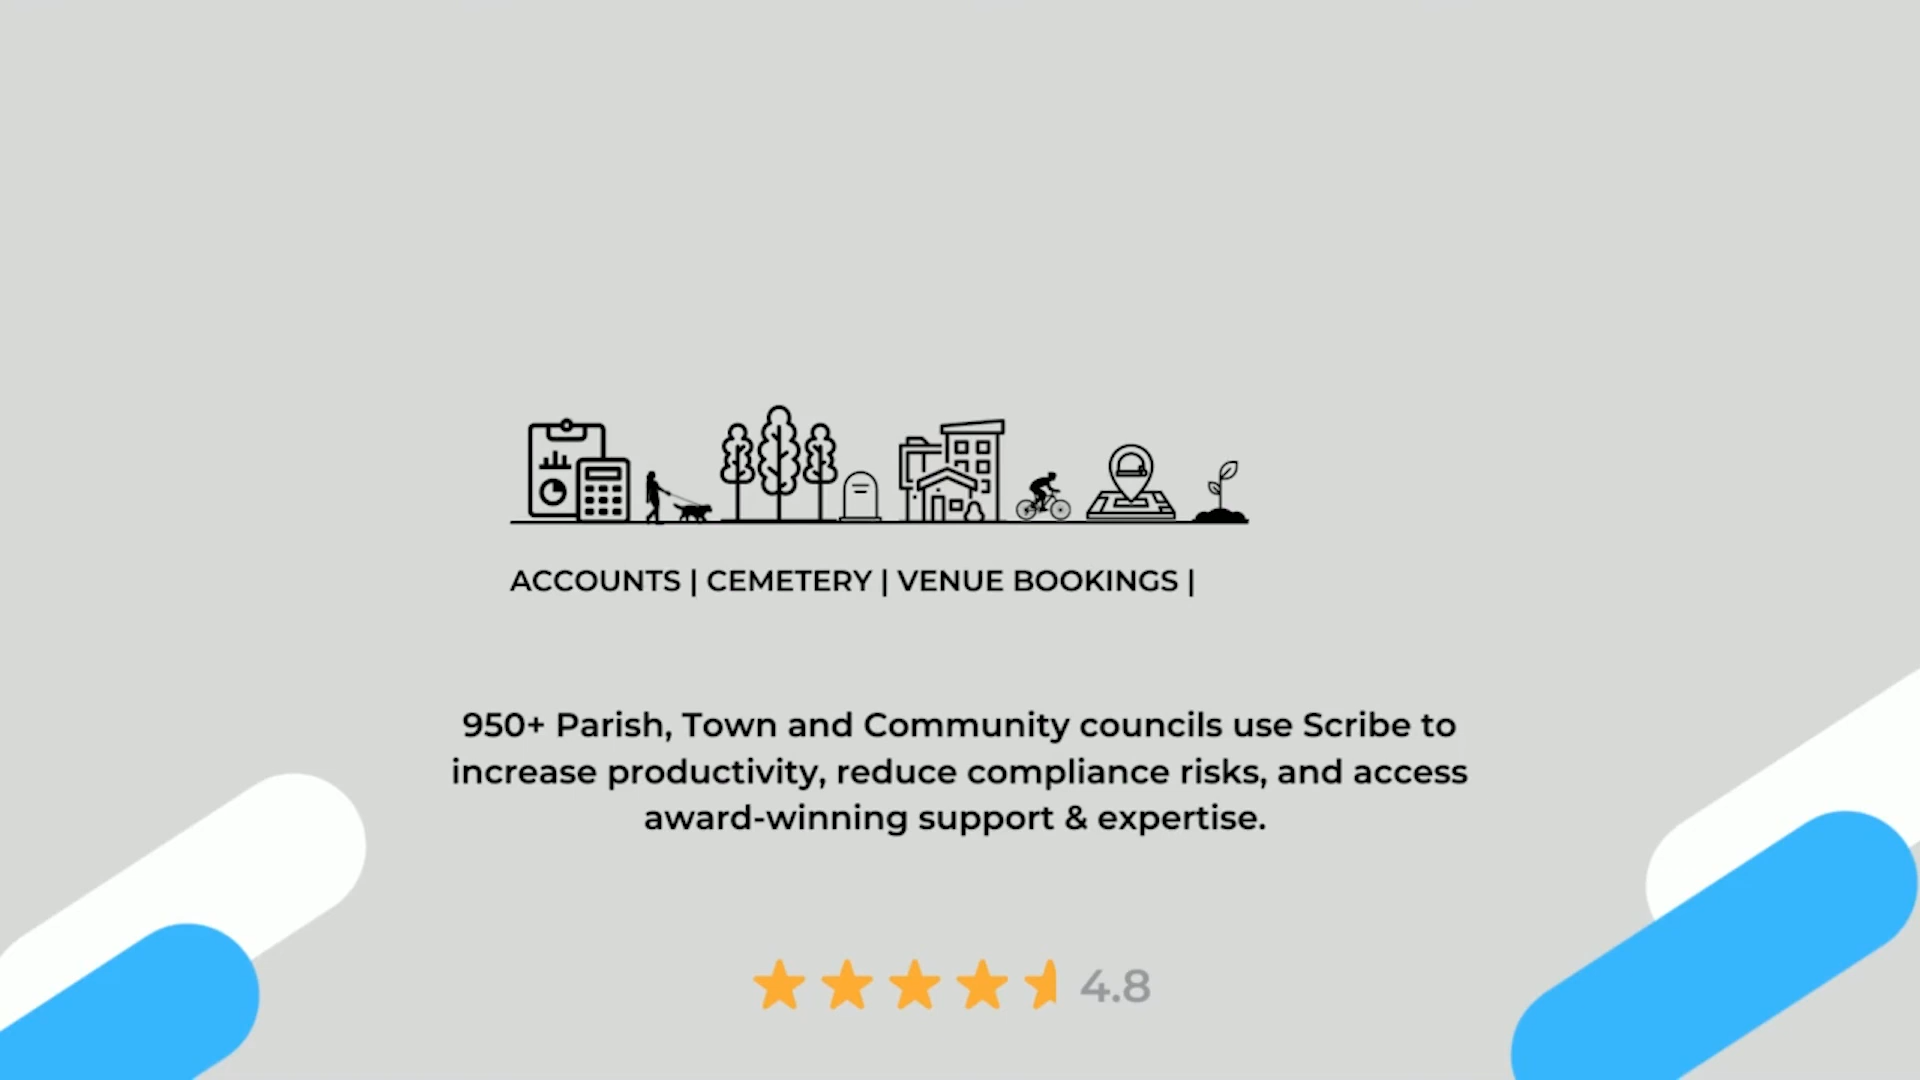 ACCOUNTS | CEMETERY | VENUE BOOKINGS |
950+ Parish, Town and Community councils use Scribe to
increase productivity, reduce compliance risks, and access
award-winning support & expertise.
4.8